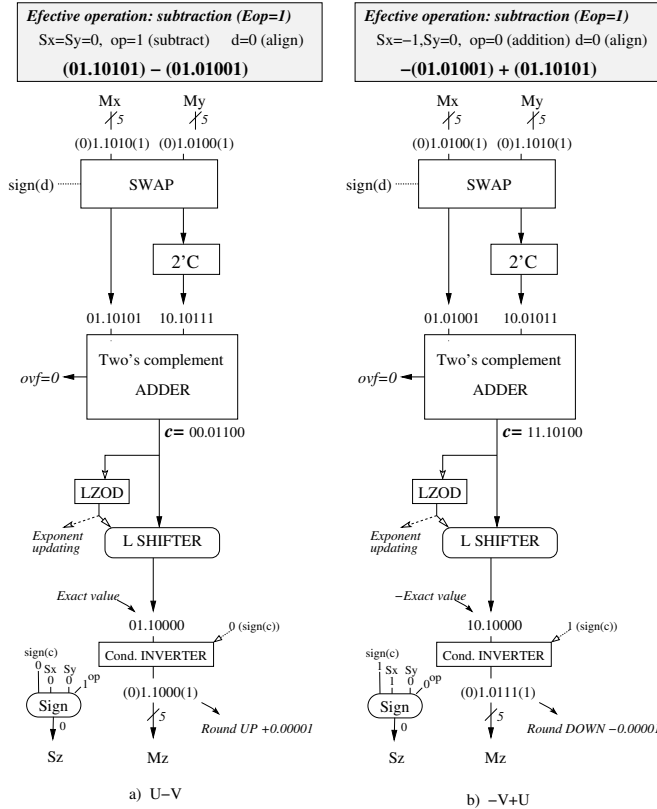 Efective operation: subtraction (Eop=1)
Sx=Sy=0, op=1 (subtract) d=0 (align)
(01.10101) − (01.01001)
Mx My
5 5
(0)1.1010(1) (0)1.0100(1)
sign(d)
SWAP
2'C
01.10101 10.10111
Two's complement
ADDER
ovf=0
c= 00.01100
LZOD
Exponent
updating
L SHIFTER
Exact value
01.10000
0 (sign(c))
Cond. INVERTER
sign(c)
0
Sx
0
Sy
0
op
1
Sign
0
Sz
(0)1.1000(1)
5
Round UP +0.00001
Mz
a) U−V
Efective operation: subtraction (Eop=1)
Sx=−1,Sy=0, op=0 (addition) d=0 (align)
−(01.01001) + (01.10101)
Mx My
5 5
(0)1.0100(1) (0)1.1010(1)
sign(d)
SWAP
2'C
01.01001 10.01011
Two's complement
ADDER
ovf=0
c= 11.10100
LZOD
Exponent
updating
L SHIFTER
−Exact value
10.10000
1 (sign(c))
Cond. INVERTER
sign(c)
1
Sx
1
Sy
0
op
0
Sign
0
Sz
(0)1.0111(1)
5
Round DOWN −0.00001
Mz
b) −V+U